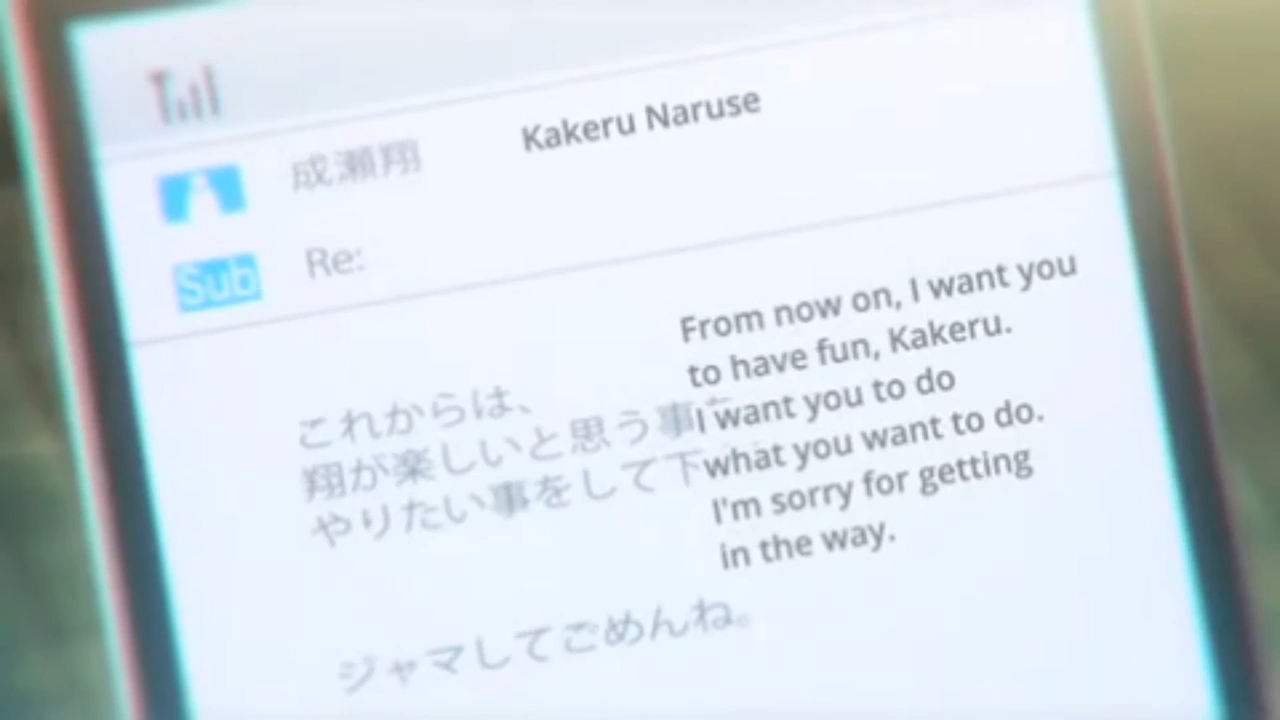 成瀬翔
Kakeru Naruse
Sub
Re:
From now on, I want you
to have fun, Kakeru.
I want you to do
what you want to do.
I'm sorry for getting
in the way.
これからは、
翔が楽しいと思う事
やりたい事をして下
ジャマしてごめんね。